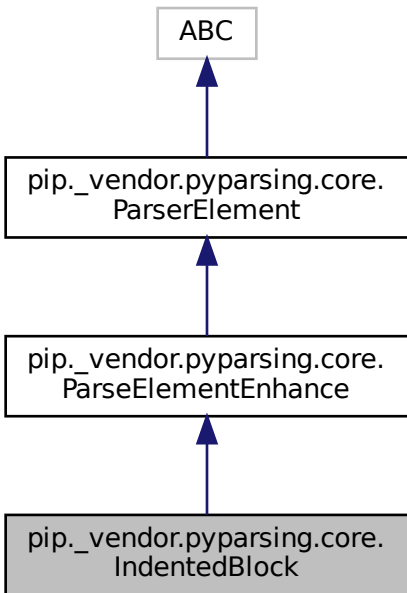 ABC
pip._vendor.pyparsing.core.
ParserElement
pip._vendor.pyparsing.core.
ParseElementEnhance
pip._vendor.pyparsing.core.
IndentedBlock